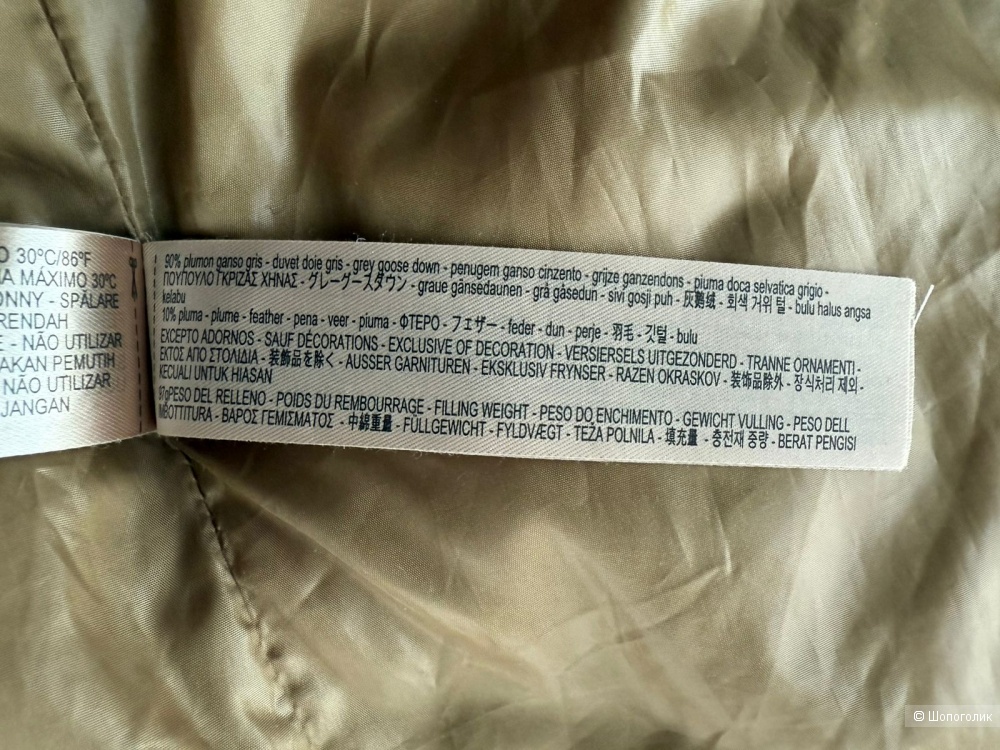 O 30°C/86°F
A MÁXIMO 30°C
ONNY - SPĂLARE
RENDAH
E - NÃO UTILIZAR
AKAN PEMUTIH
NÃO UTILIZAR
JANGAN
90% plumon ganso gris - duvet doie gris - grey goose down - penugem ganso cinzento - grijze ganzendons - piuma doca selvatica grigio -
ΠΟΥΠΟΥΛΟ ΓΚΡΙΖΑΣ ΧΗΝΑΣ - グレーグースダウン - graue gänsedaunen - grå gåsedun - sivi gosji puh - 灰鹅绒 - 회색 거위 털 - bulu halus angsa
kelabu
10% pluma - plume - feather - pena - veer - piuma - ΦΤΕΡΟ - フェザー - feder - dun - perje - 羽毛 - 깃털 - bulu
EXCEPTO ADORNOS - SAUF DÉCORATIONS - EXCLUSIVE OF DECORATION - VERSIERSELS UITGEZONDERD - TRANNE ORNAMENTI -
ΕΚΤΟΣ ΑΠΟ ΣΤΟΛΙΔΙΑ - 装飾品を除く - AUSSER GARNITUREN - EKSKLUSIV FRYNSER - RAZEN OKRASKOV - 装饰品除外 - 장식처리 제외 -
KECUALI UNTUK HIASAN
97gPESO DEL RELLENO - POIDS DU REMBOURRAGE - FILLING WEIGHT - PESO DO ENCHIMENTO - GEWICHT VULLING - PESO DELL
IMBOTTITURA - ΒΑΡΟΣ ΓΕΜΙΣΜΑΤΟΣ - 中綿重量 - FÜLLGEWICHT - FYLDVÆGT - TEŽA POLNILA - 填充量 - 충전재 중량 - BERAT PENGISI
© Шопоголик